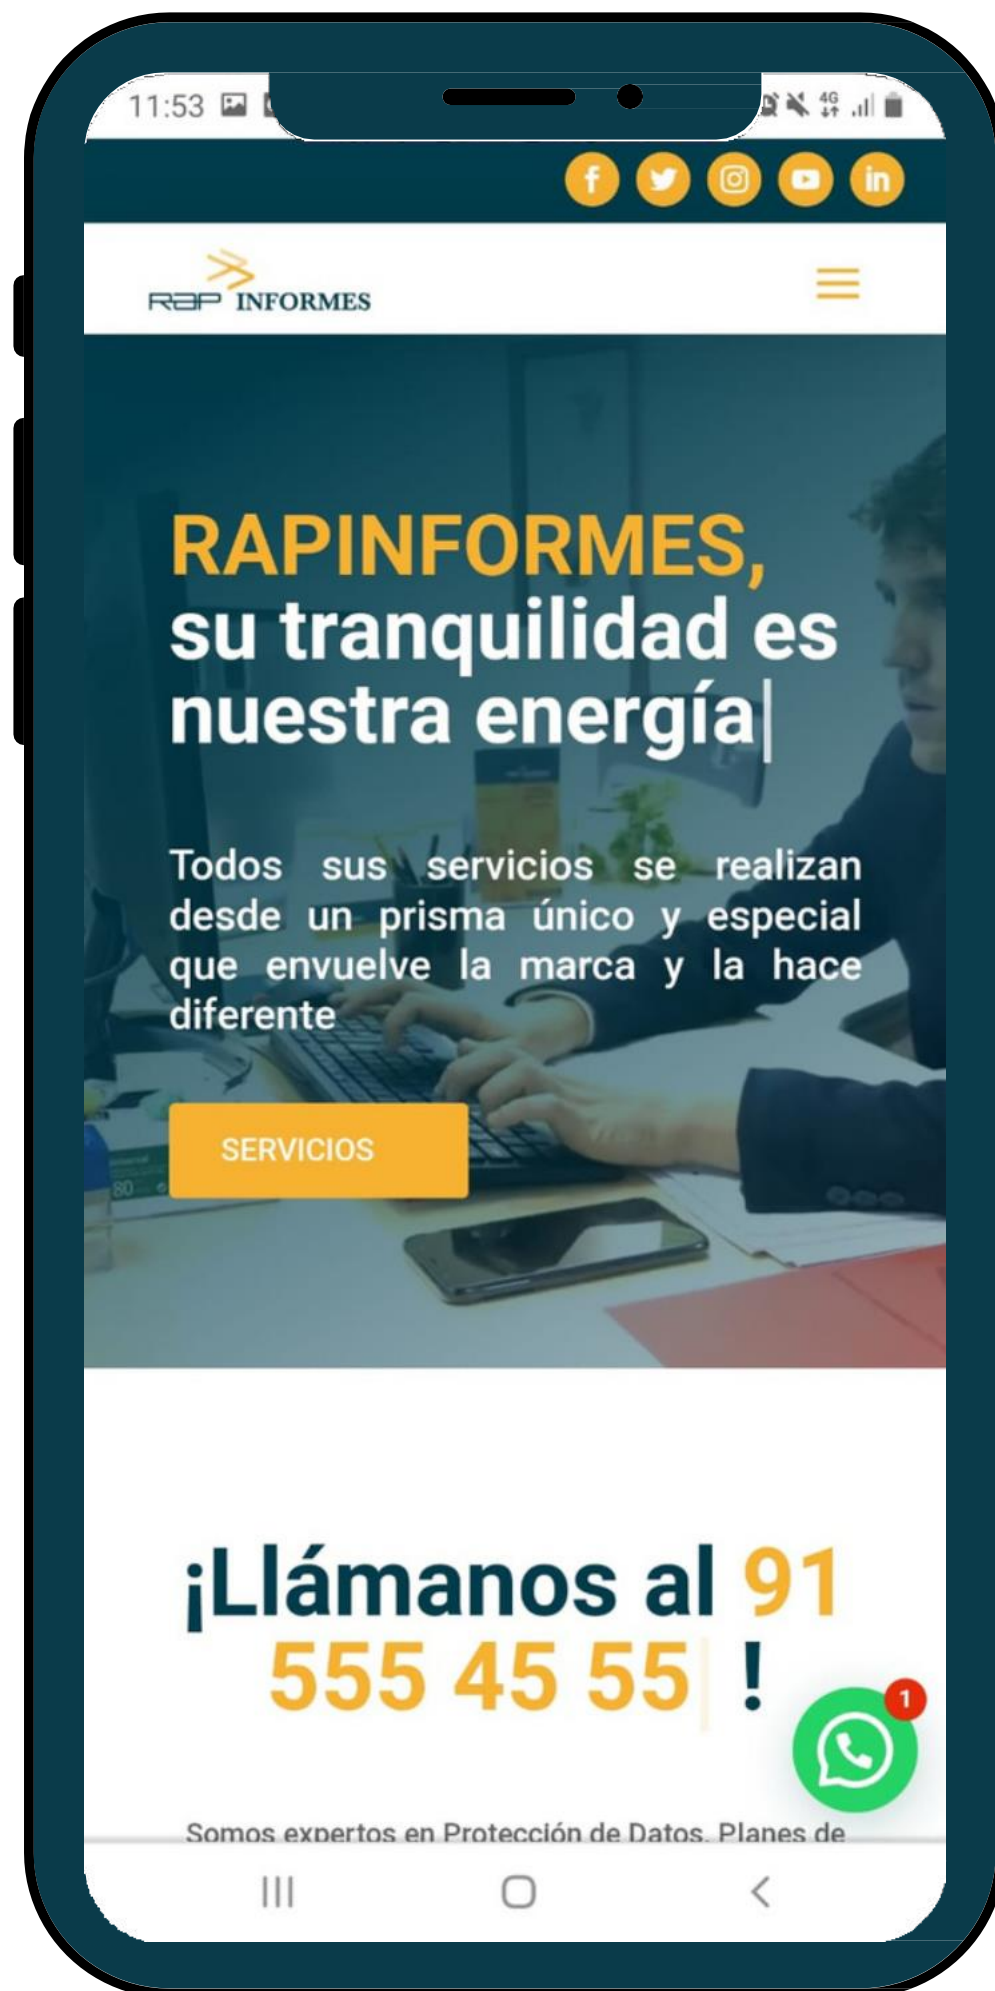 11:53
4G
RAP INFORMES
RAPINFORMES,
su tranquilidad es
nuestra energía
Todos sus servicios se realizan
desde un prisma único y especial
que envuelve la marca y la hace
diferente
80
SERVICIOS
¡Llámanos al 91
555 45 55 !
1
Somos expertos en Protección de Datos, Planes de